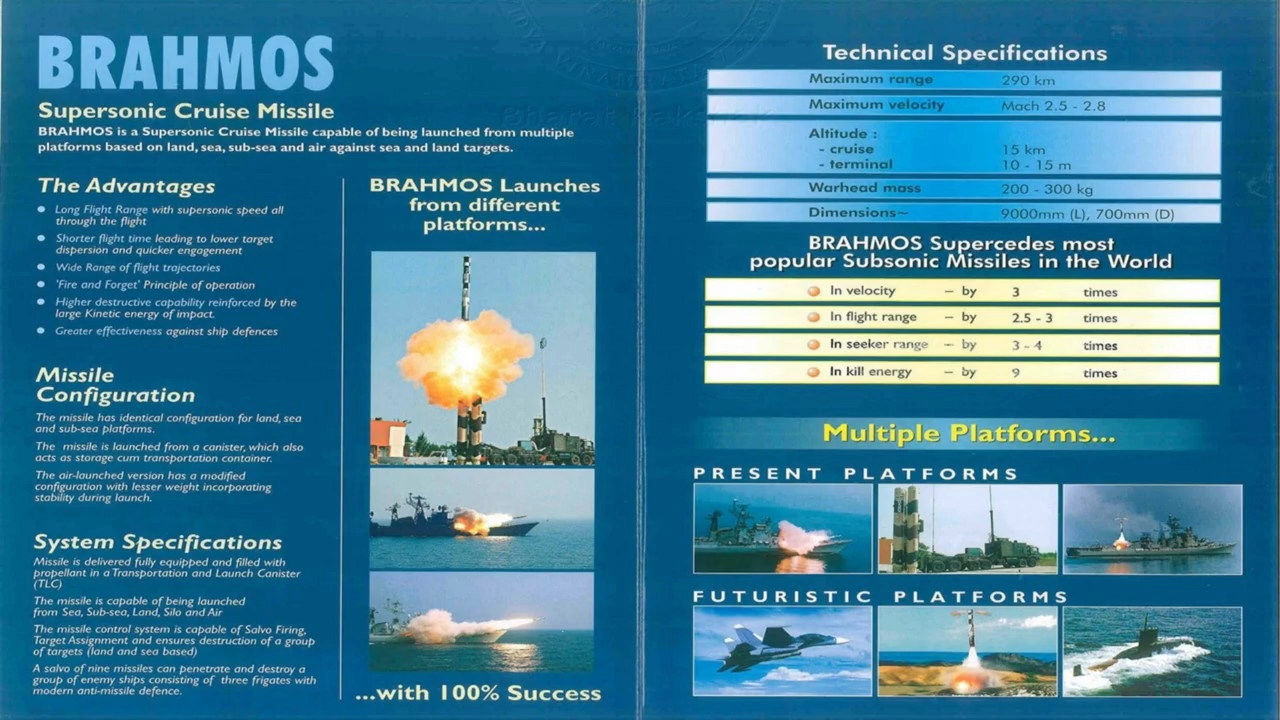 BRAHMOS
Supersonic Cruise Missile
BRAHMOS is a Supersonic Cruise Missile capable of being launched from multiple
platforms based on land, sea, sub-sea and air against sea and land targets.
The Advantages
Long Flight Range with supersonic speed all
through the flight
Shorter flight time leading to lower target
dispersion and quicker engagement
Wide Range of flight trajectories
'Fire and Forget' Principle of operation
Higher destructive capability reinforced by the
large Kinetic energy of impact.
Greater effectiveness against ship defences
Missile
Configuration
The missile has identical configuration for land, sea
and sub-sea platforms.
The missile is launched from a canister, which also
acts as storage cum transportation container.
The air-launched version has a modified
configuration with lesser weight incorporating
stability during launch.
System Specifications
Missile is delivered fully equipped and filled with
propellant in a Transportation and Launch Canister
(TLC)
The missile is capable of being launched
from Sea, Sub-sea, Land, Silo and Air
The missile control system is capable of Salvo Firing,
Target Assignment and ensures destruction of a group
of targets (land and sea based)
A salvo of nine missiles can penetrate and destroy a
group of enemy ships consisting of three frigates with
modern anti-missile defence.
BRAHMOS Launches
from different
platforms...
...with 100% Success
Technical Specifications
Maximum range 290 km
Maximum velocity Mach 2.5 - 2.8
Altitude :
- cruise 15 km
- terminal 10 - 15 m
Warhead mass 200 - 300 kg
Dimensions~ 9000mm (L), 700mm (D)
BRAHMOS Supercedes most
popular Subsonic Missiles in the World
In velocity – by 3 times
In flight range – by 2.5 - 3 times
In seeker range – by 3 - 4 times
In kill energy – by 9 times
Multiple Platforms...
PRESENT PLATFORMS
FUTURISTIC PLATFORMS